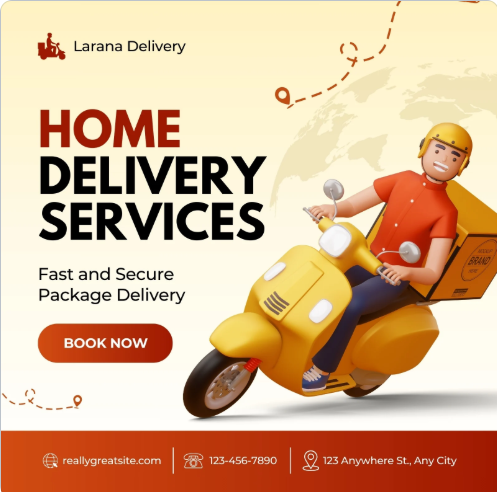 Larana Delivery
HOME
DELIVERY
SERVICES
Fast and Secure
Package Delivery
BOOK NOW
BRAND
reallygreatsite.com
123-456-7890
123 Anywhere St., Any City